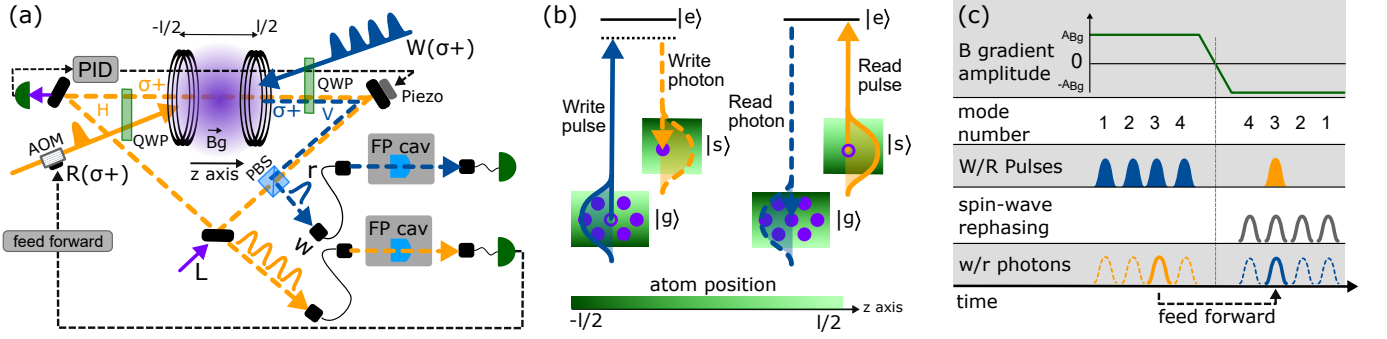 (a)
-l/2
l/2
W(σ+)
PID
QWP
Piezo
σ+
H
σ+
V
AOM
QWP
Bg
z axis
R(σ+)
PBS
r
FP cav
feed forward
w
FP cav
L
(b)
|e⟩
|e⟩
Write
photon
Read
pulse
Write
pulse
Read
photon
|s⟩
|s⟩
|g⟩
|g⟩
atom position
-l/2
l/2
z axis
(c)
B gradient
amplitude
A_Bg
0
-A_Bg
mode
number
1 2 3 4 4 3 2 1
W/R Pulses
spin-wave
rephasing
w/r photons
time
feed forward